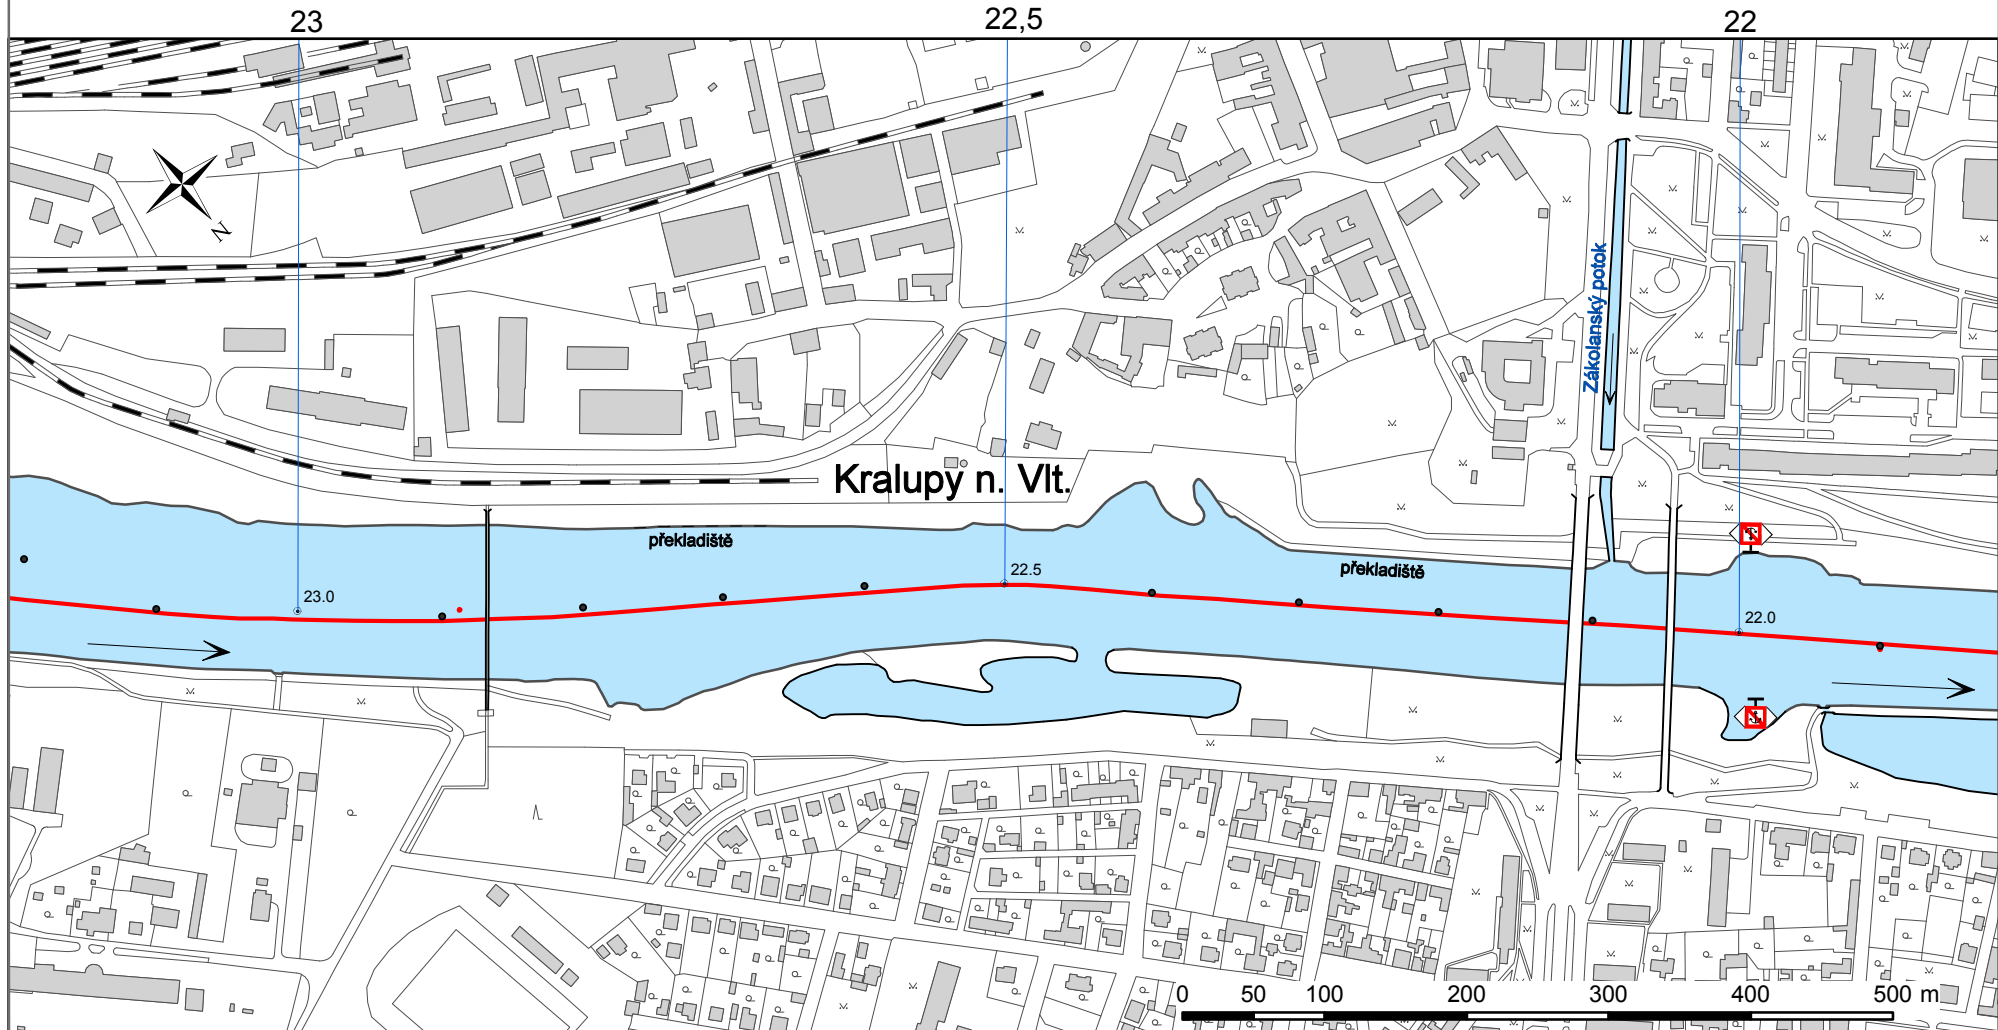 23
22,5
22
N
Zákolanský potok
Kralupy n. Vlt.
překladiště
překladiště
22.5
23.0
22.0
0 50 100 200 300 400 500 m